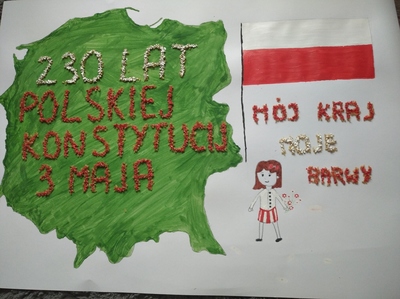 230 LAT
POLSKIEJ
KONSTYTUCJI
3 MAJA
MÓJ KRAJ
MOJE
BARWY